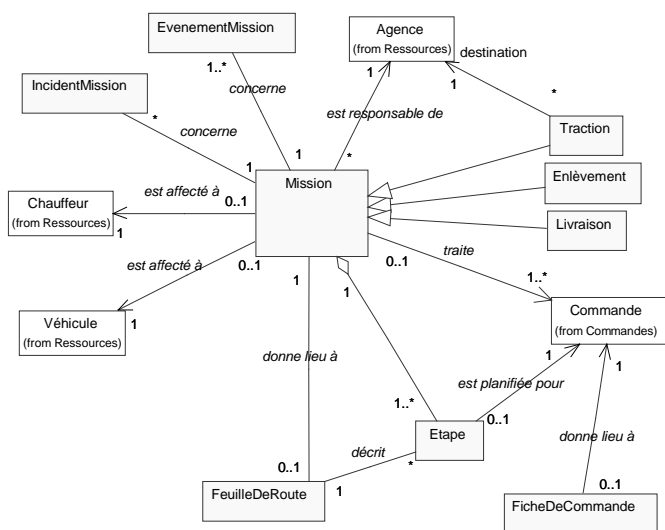 EvenementMission
Agence
(from Ressources)
destination
1..*
1
1
*
IncidentMission
concerne
*
est responsable de
Traction
concerne
1
1
*
Mission
Enlèvement
Chauffeur
(from Ressources)
est affecté à
0..1
1
Livraison
est affecté à
0..1
1
0..1
traite
1
1..*
Véhicule
(from Ressources)
1
Commande
(from Commandes)
donne lieu à
1
1
est planifiée pour
1..*
0..1
Etape
donne lieu à
décrit
*
0..1
1
0..1
FeuilleDeRoute
FicheDeCommande